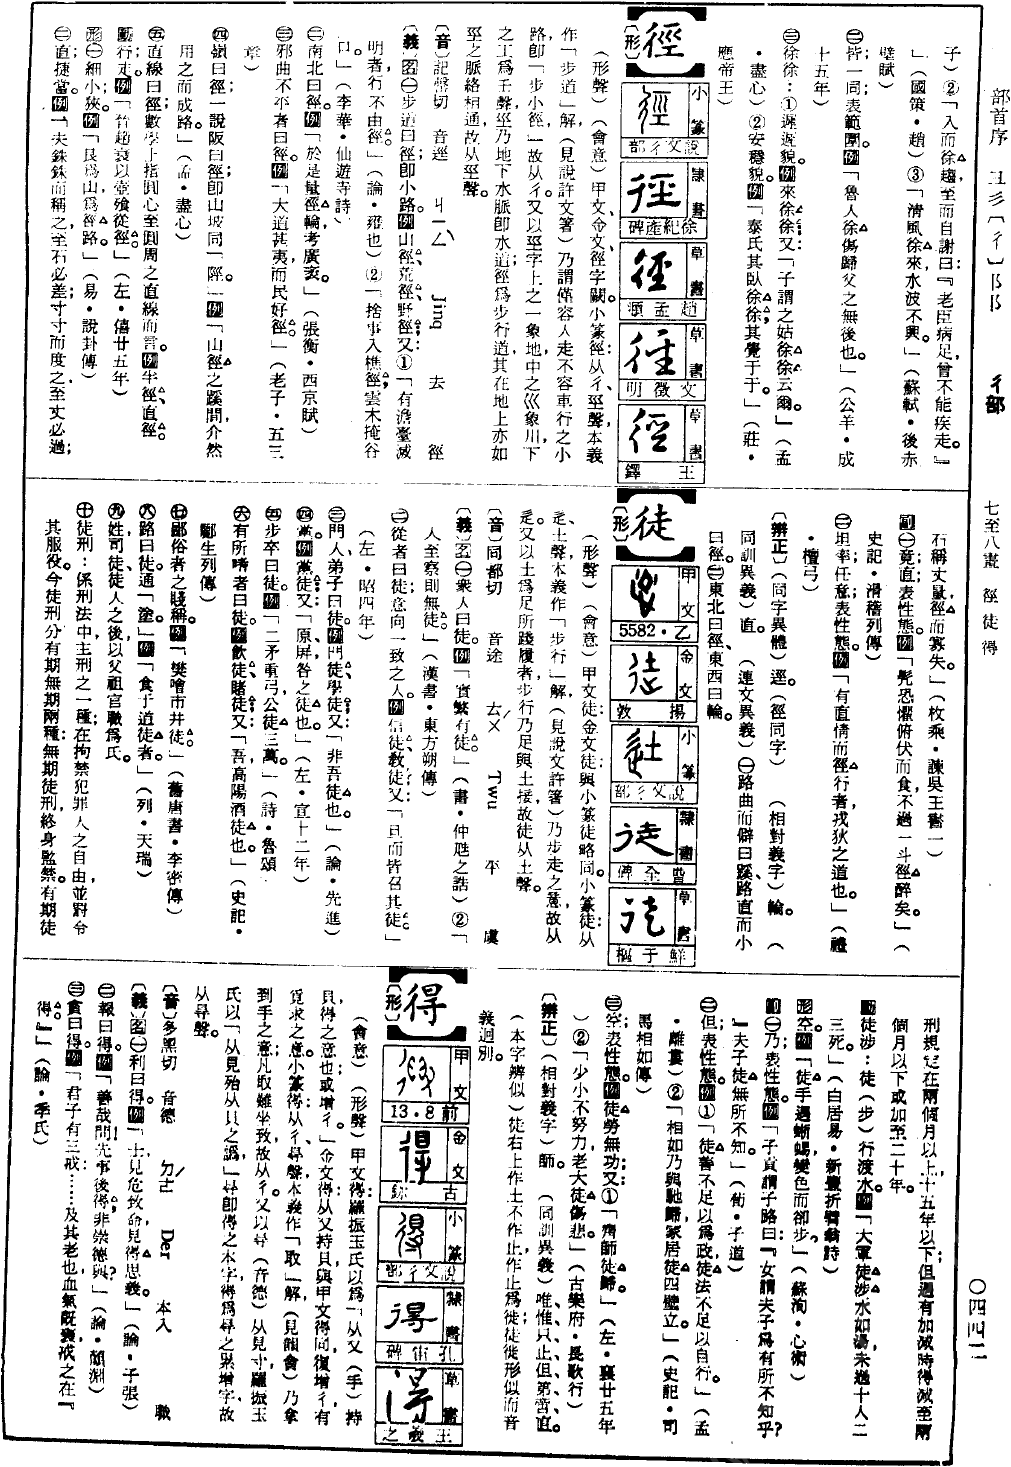 部首序 彐彡〔彳〕阝阝 彳部 七至八畫 徑徒得 〇四四二
子）②「入而徐趨至而自謝曰：『老臣病足，曾不能疾走。』
」（國策・趙）③「清風徐來水波不興。」（蘇軾・後赤
壁賦）
㊁皆一同；表範圍。例「魯人徐傷歸父之無後也。」（公羊・成
十五年）
㊂徐徐：①遲遲貌。例來徐徐又：「子謂之姑徐徐云爾。」（孟
・盡心）②安穩貌。例「泰氏其臥徐徐；其覺于于。」（莊・
應帝王）
徑
〔形〕
小篆 說文彳部
隸書 徐紀產碑
草書 趙孟頫
草書 文徵明
草書 王鐸
（形聲）（會意）甲文、金文、徑字闕。小篆徑：从彳、巠聲，本義
作「步道」解，（見說許文箸）乃謂僅容人走不容車行之小
路，卽「步小徑」，故从彳。又以巠字上之一象地，中之巛象川，下
之工爲壬聲，巠乃地下水脈，卽水道；徑爲步行道，其在地上亦如
巠之脈絡相通，故从巠聲。
〔音〕記磬切 音逕 ㄐㄧㄥˋ Jing 去 徑
〔義〕名㊀步道曰徑，卽小路。例山徑、荒徑、野徑。又：①「有澹臺滅
明者，行不由徑。」（論・雍也）②「捨事入樵徑，雲木掩谷
口。」（李華・仙遊寺詩）
㊁南北曰徑。例「於是量徑輪，考廣袤。」（張衡・西京賦）
㊂邪曲不平者曰徑。例「大道甚夷而民好徑。」（老子・五三
章）
㊃嶺曰徑；一說阪曰徑，卽山坡，同「陘」。例「山徑之蹊間，介然
用之而成路。」（孟・盡心）
㊄直線曰徑；數學上指圓心至圓周之直線而言。例半徑、直徑。
動行走。例「昔趙衰以壺飱從徑。」（左・僖廿五年）
形㊀細小；狹。例「艮爲山，爲徑路。」（易・說卦傳）
㊁直捷；當。例「夫銖銖而稱之，至石必差；寸寸而度之，至丈必過；
石稱丈量，徑而寡失。」（枚乘・諫吳王書一）
副㊀竟；直；表性態。例「髡恐懼俯伏而食，不過一斗徑醉矣。」（
史記・滑稽列傳）
㊁坦率；任意；表性態。例「有直情而徑行者，戎狄之道也。」（禮
・檀弓）
〔辨正〕（同字異體）逕。（徑同字） （相對義字）輪。（
同訓異義）直。 （連文異義）㊀路曲而僻曰蹊，路直而小
曰徑。㊁東北曰徑，東西曰輪。
徒
〔形〕
甲文 乙・5582
金文 揚敦
小篆 說文彳部
隸書 曹全碑
草書 鮮于樞
（形聲）（會意）甲文徒：金文徒與小篆徒略同。小篆徒：从
辵、土聲，本義作「步行」解，（見說文許箸）乃步走之意，故从
辵。又以土爲足所踐履者，步行乃足與土接，故徒从土聲。
〔音〕同都切 音途 ㄊㄨˊ Twu 平 虞
〔義〕名㊀衆人曰徒。例「實繁有徒。」（書・仲虺之誥）②「
人至察則無徒。」（漢書・東方朔傳）
㊁從者曰徒；意向一致之人。例信徒、教徒。又：「旦而皆召其徒。」
（左・昭四年）
㊂門人弟子曰徒。例門徒、學徒。又：「非吾徒也。」（論・先進）
㊃黨。例黨徒。又：「原屛咎之徒也。」（左・宣十二年）
㊄步卒曰徒。例「二矛重弓，公徒三萬。」（詩・魯頌
㊅有所嗜者曰徒。例飲徒、賭徒。又：「吾高陽酒徒也。」（史記・
酈生列傳）
㊆鄙俗者之賤稱。例「樊噲市井徒。」（舊唐書・李密傳）
㊇路曰徒，通「塗」。例「食于道徒者。」（列・天瑞）
㊈姓：司徒、徒人之後，以父祖官職爲氏。
㊉徒刑：係刑法中主刑之一種；在拘禁犯罪人之自由，並對令
其服役。今徒刑分有期無期兩種；無期徒刑，終身監禁。有期徒
刑規定在兩個月以上，十五年以下；但遇有加減時得減至兩
個月以下或加至二十年。
動徒涉：徒（步）行渡水。例「大軍徒涉水如湯，未過十人二
三死。」（白居易・新豐折臂翁詩）
形空。例「徒手遇蜥蜴，變色而卻步。」（蘇洵・心術
副㊀乃；表性態。例「子貢謂子路曰：『女謂夫子爲有所不知乎？
』夫子徒無所不知。」（荀・子道）
㊁但；表性態。例①「徒善不足以爲政，徒法不足以自行。」（孟
・離婁）②「相如乃與馳歸，家居徒四壁立。」（史記・司
馬相如傳）
㊂空；表性態。例徒勞無功。又：①「齊師徒歸。」（左・襄廿五年
）②「少小不努力，老大徒傷悲。」（古樂府・長歌行）
〔辨正〕（相對義字）師。 （同訓異義）唯、惟、只、止、但、第、啻、直。
（本字辨似）徒：右上作土，不作止，作止爲徙，徒徙形似而音
義迥別。
得
〔形〕
甲文 前・8・13
金文 古鉨
小篆 說文彳部
隸書 孔宙碑
草書 王羲之
（會意）（形聲）甲文得：羅振玉氏以爲「从又（手）持
貝，得之意也，或增彳。」金文得：从又持貝，與甲文得同，復增彳，有
覓求之意。小篆得：从彳、㝵聲，本義作「取」解，（見韻會）乃拿
到手之意；凡取難坐致，故从彳。又以㝵（音德）从見寸，羅振玉
氏以「从見殆从貝之譌」，㝵卽得之本字，得爲㝵之累增字，故
从㝵聲。
〔音〕多黑切 音德 ㄉㄜˊ Der 本入 職
〔義〕名㊀利曰得。例「士見危致命，見得思義。」（論・子張）
㊁報曰得。例「善哉問！先事後得，非崇德與？」（論・顏淵）
㊂貪曰得。例「君子有三戒：……及其老也，血氣旣衰，戒之在『
得。』」（論・季氏）